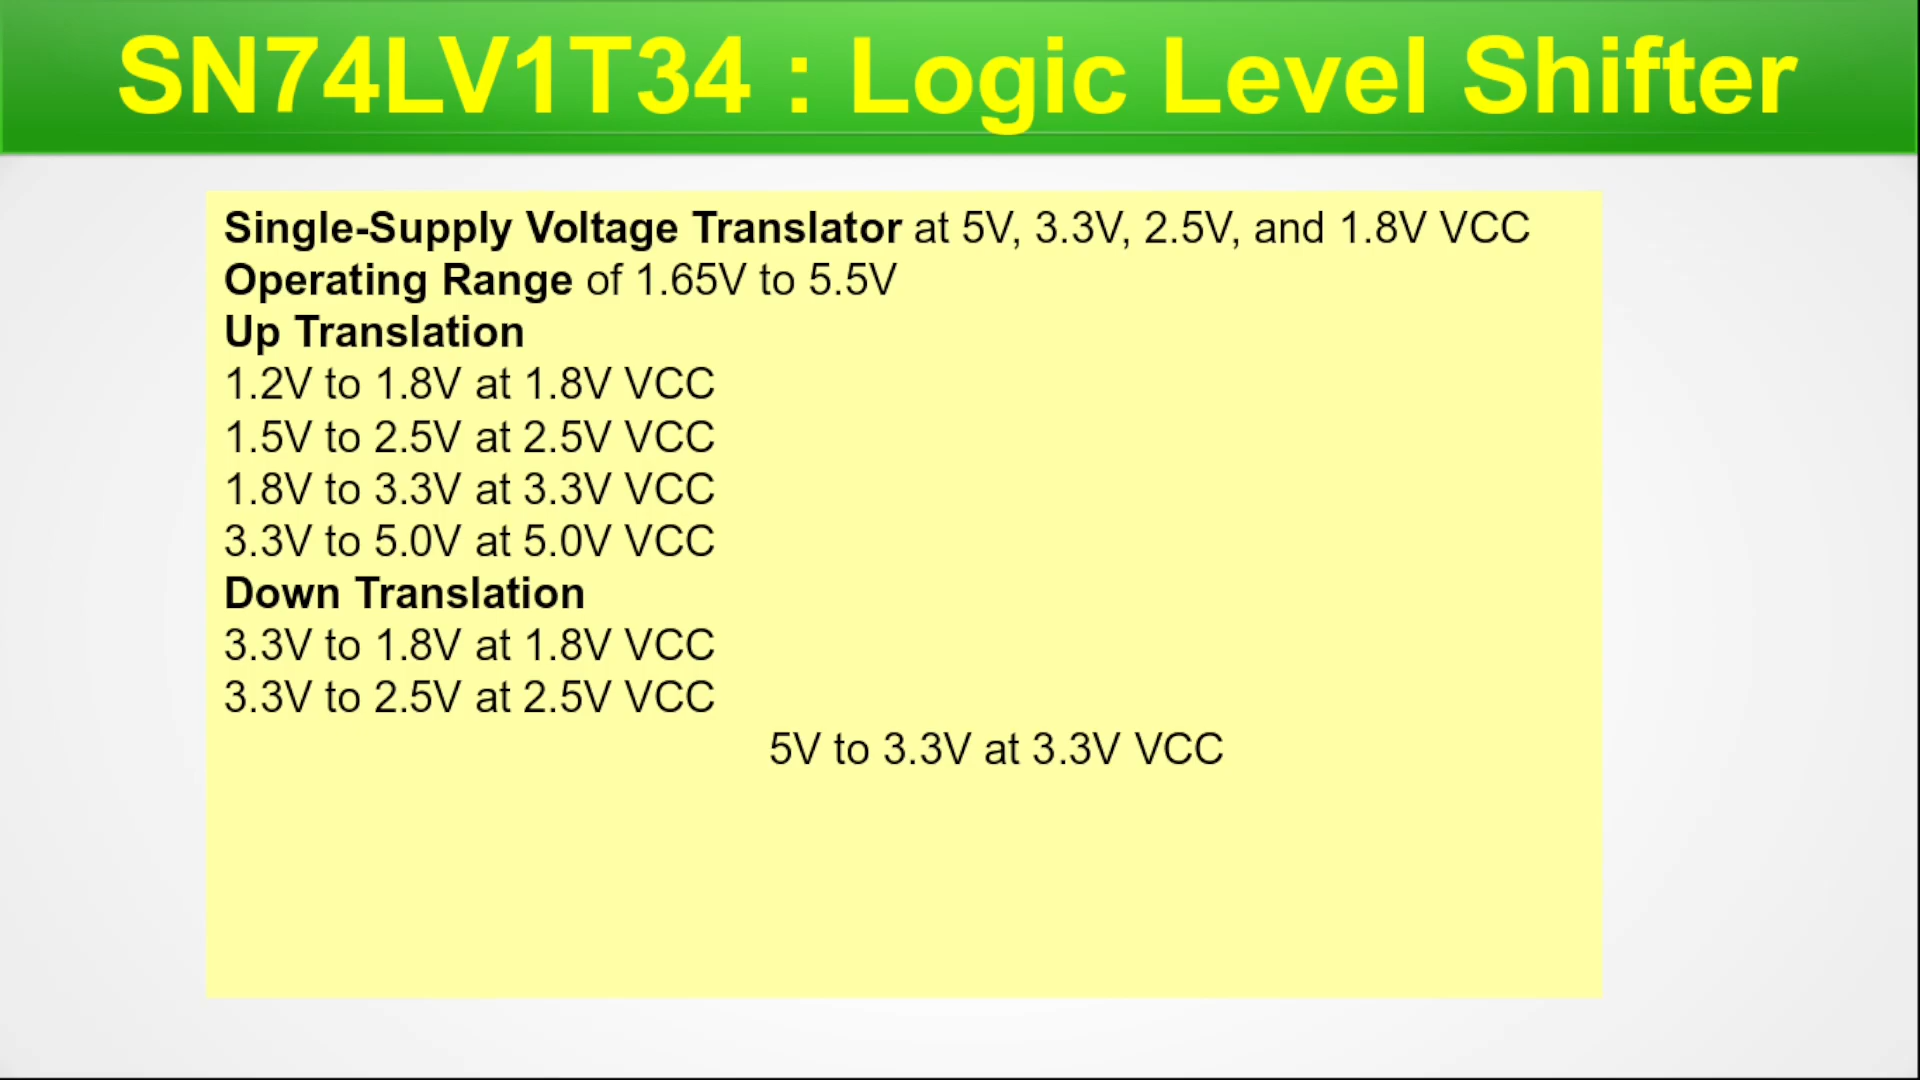 SN74LV1T34 : Logic Level Shifter
Single-Supply Voltage Translator at 5V, 3.3V, 2.5V, and 1.8V VCC
Operating Range of 1.65V to 5.5V
Up Translation
1.2V to 1.8V at 1.8V VCC
1.5V to 2.5V at 2.5V VCC
1.8V to 3.3V at 3.3V VCC
3.3V to 5.0V at 5.0V VCC
Down Translation
3.3V to 1.8V at 1.8V VCC
3.3V to 2.5V at 2.5V VCC
5V to 3.3V at 3.3V VCC